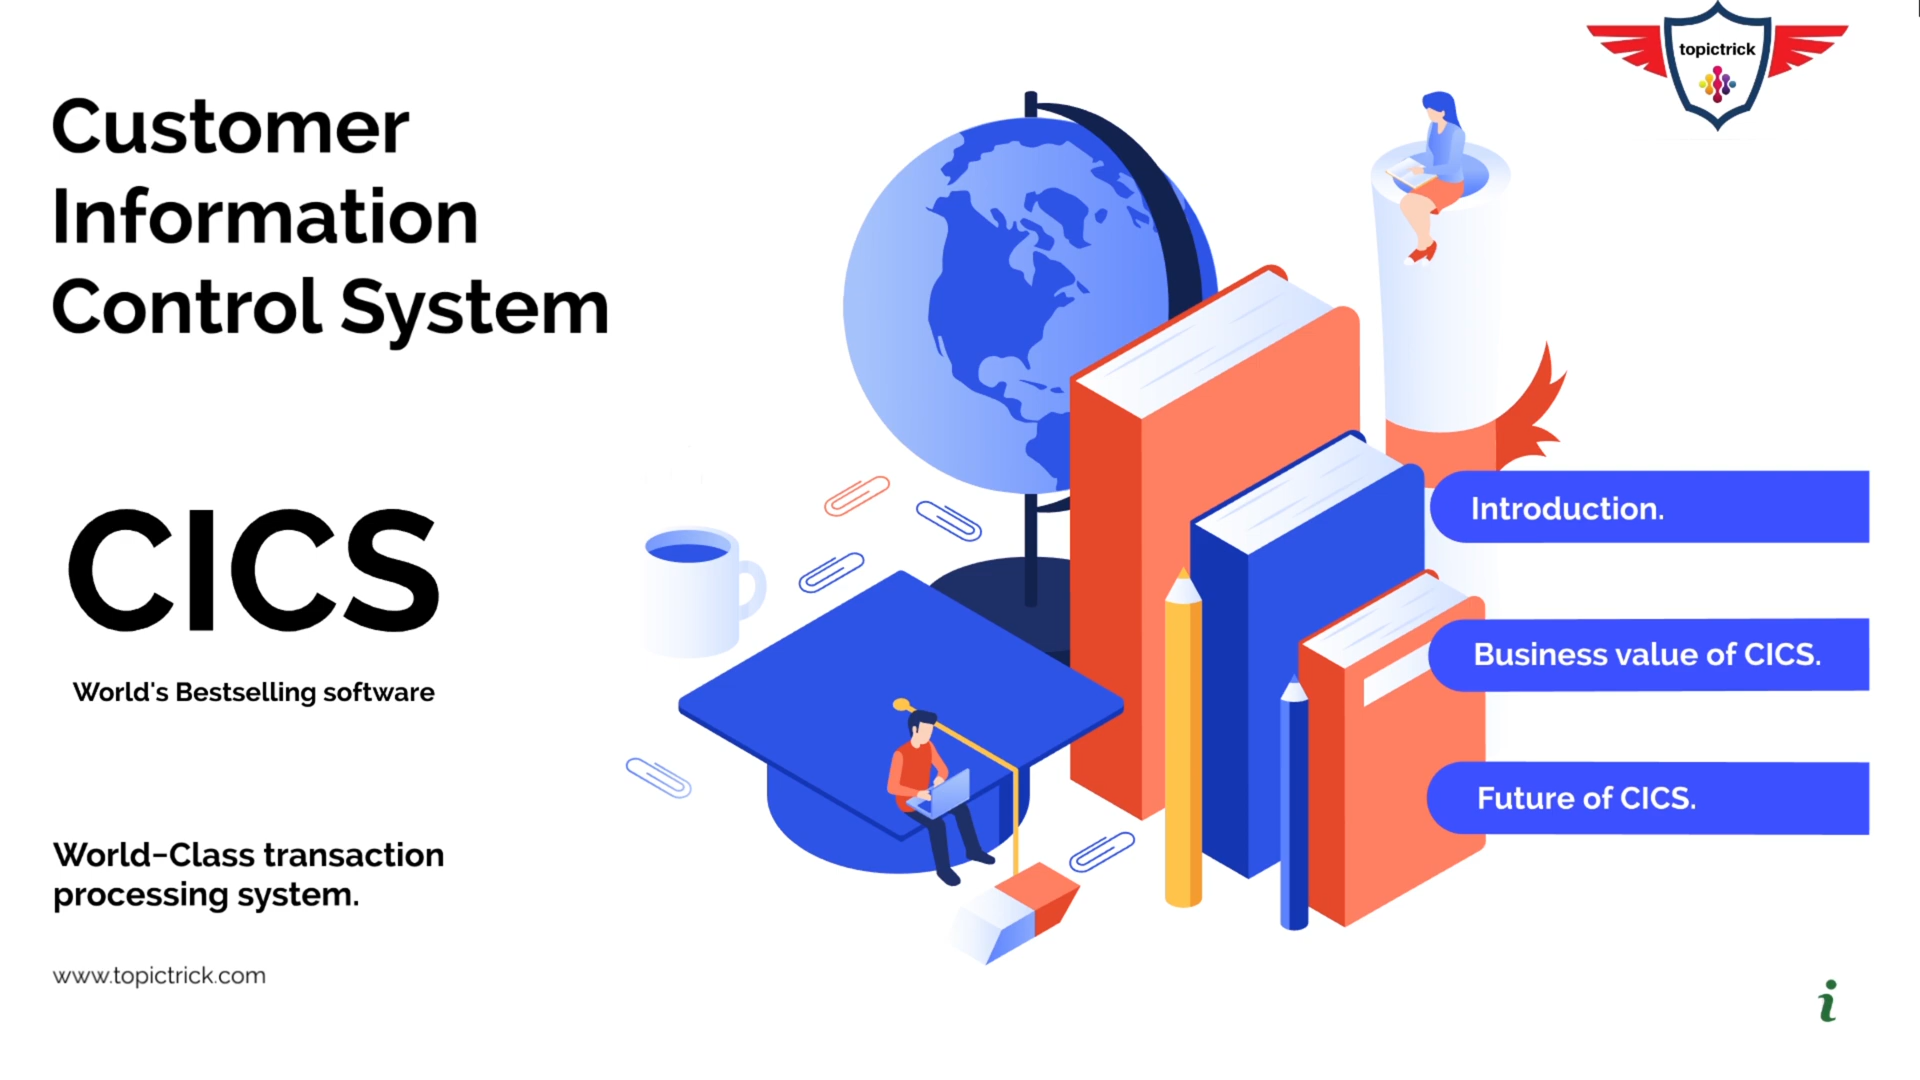 topictrick
Customer
Information
Control System
CICS
World's Bestselling software
Introduction.
Business value of CICS.
Future of CICS.
World-Class transaction
processing system.
www.topictrick.com
i